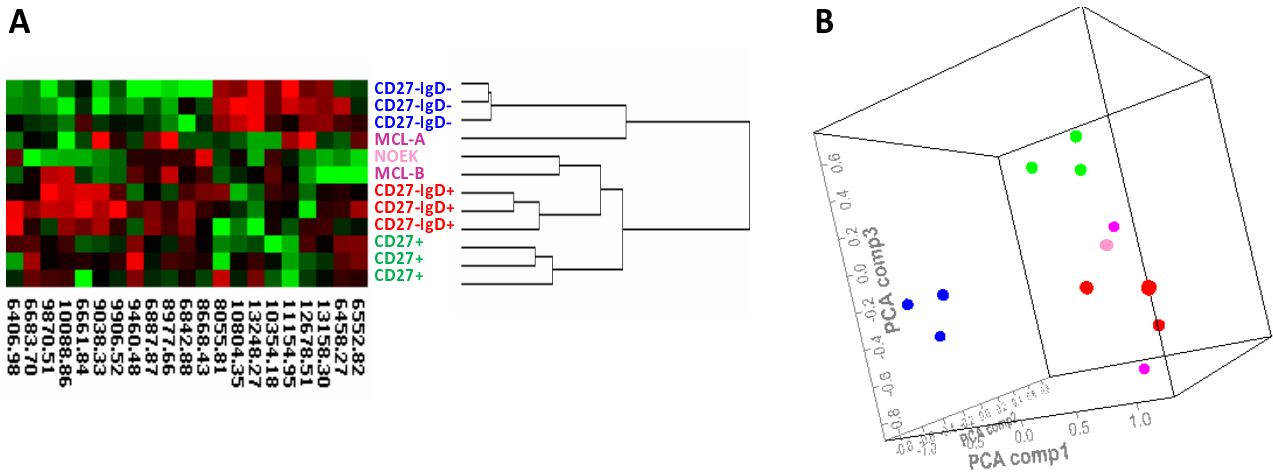 A
B
CD27-IgD-
CD27-IgD-
CD27-IgD-
MCL-A
NOEK
MCL-B
CD27-IgD+
CD27-IgD+
CD27-IgD+
CD27+
CD27+
CD27+
6406.98
6683.70
9870.51
10088.86
6661.84
9038.33
9906.52
9460.48
6887.87
8977.66
6842.88
8668.43
8055.81
10804.35
13248.27
10354.18
11154.95
12678.51
13158.30
6458.27
6552.82
0.6
0.4
0.2
0.0
-0.2
-0.4
-0.6
-0.8
PCA comp3
PCA comp2
-1.0
-0.5
0.0
0.5
1.0
PCA comp1